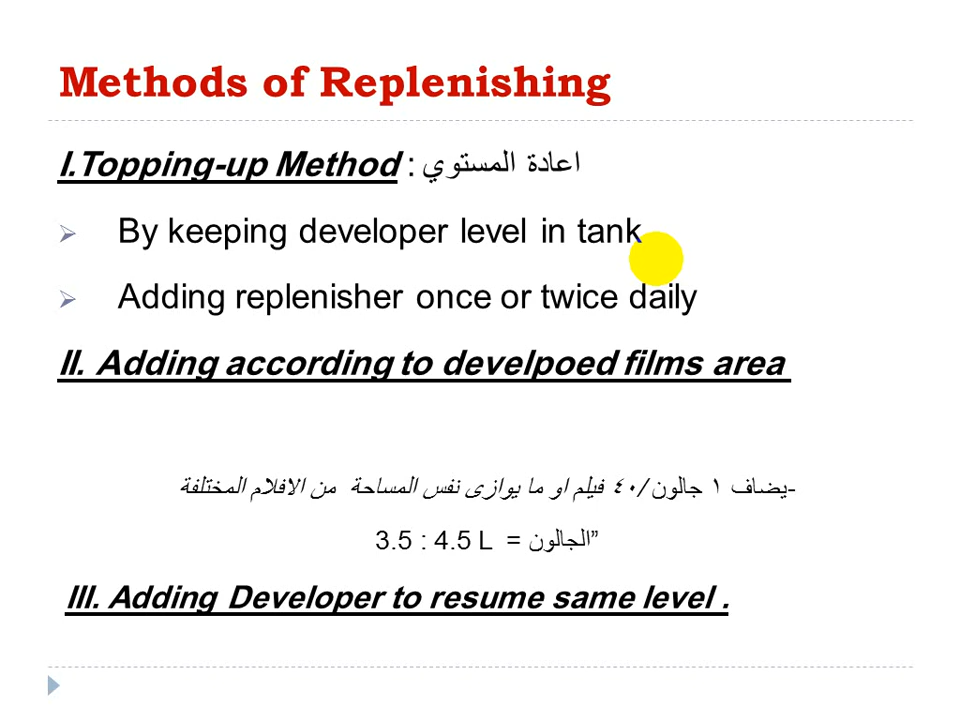 Methods of Replenishing
I.Topping-up Method : اعادة المستوي
By keeping developer level in tank
Adding replenisher once or twice daily
II. Adding according to develpoed films area
-يضاف ١ جالون/ ٤٠ فيلم او ما يوازى نفس المساحة من الافلام المختلفة
”الجالون = 3.5 : 4.5 L
III. Adding Developer to resume same level .